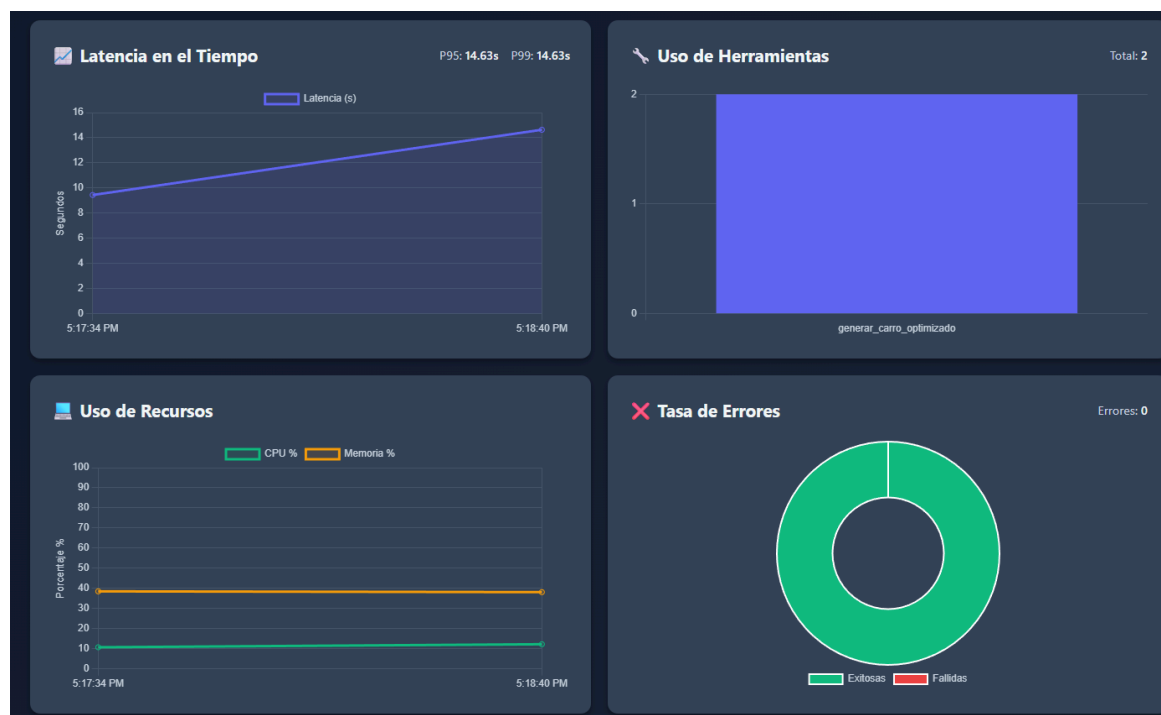 Latencia en el Tiempo
P95: 14.63s P99: 14.63s
Latencia (s)
16
14
12
10
8
6
4
2
0
Segundos
5:17:34 PM
5:18:40 PM
Uso de Herramientas
Total: 2
2
1
0
generar_carro_optimizado
Uso de Recursos
CPU % Memoria %
100
90
80
70
60
50
40
30
20
10
0
Porcentaje %
5:17:34 PM
5:18:40 PM
Tasa de Errores
Errores: 0
Exitosas Fallidas